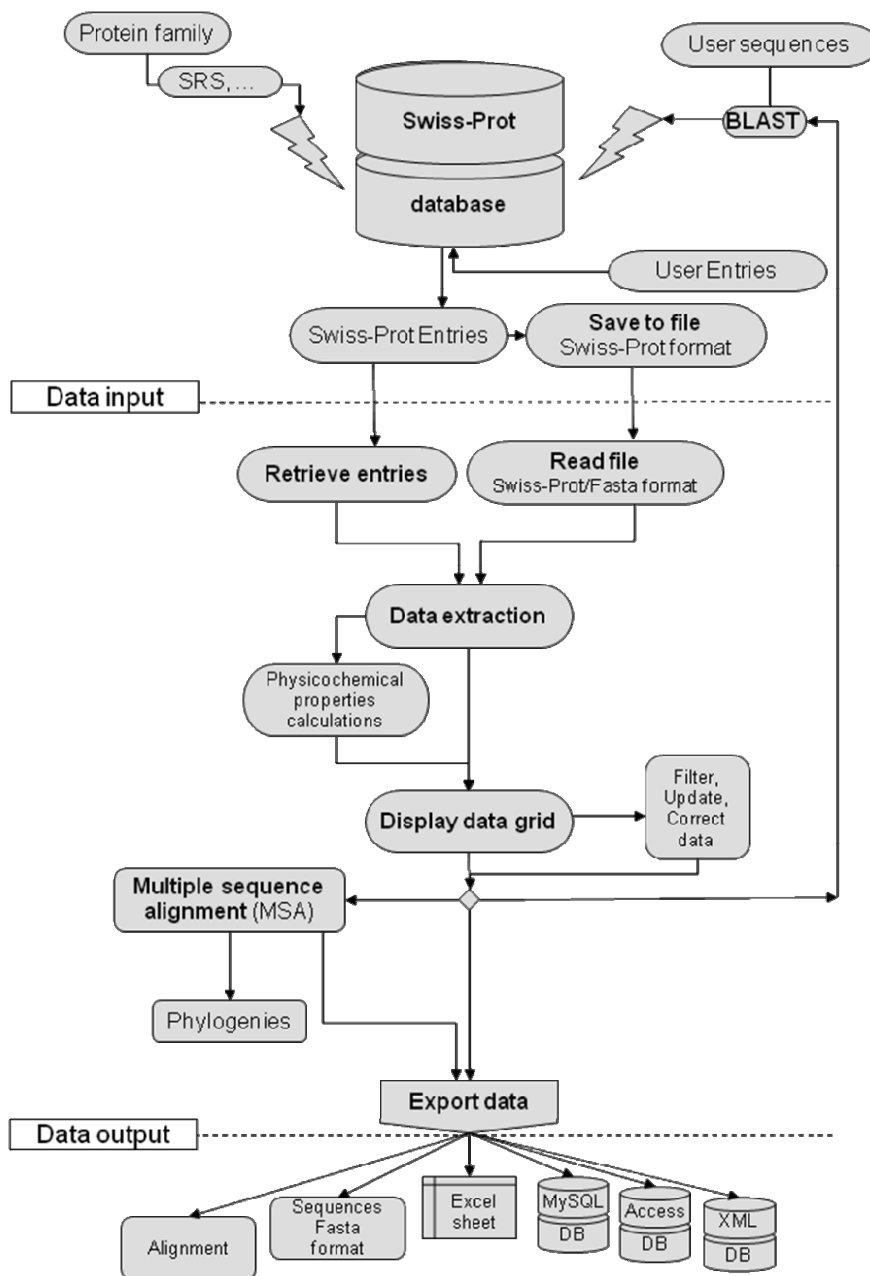 Protein family
User sequences
SRS, ...
Swiss-Prot
BLAST
database
User Entries
Swiss-Prot Entries
Save to file
Swiss-Prot format
Data input
Retrieve entries
Read file
Swiss-Prot/Fasta format
Data extraction
Physicochemical
properties
calculations
Display data grid
Filter,
Update,
Correct
data
Multiple sequence
alignment (MSA)
Phylogenies
Export data
Data output
Alignment
Sequences
Fasta
format
Excel
sheet
MySQL
DB
Access
DB
XML
DB